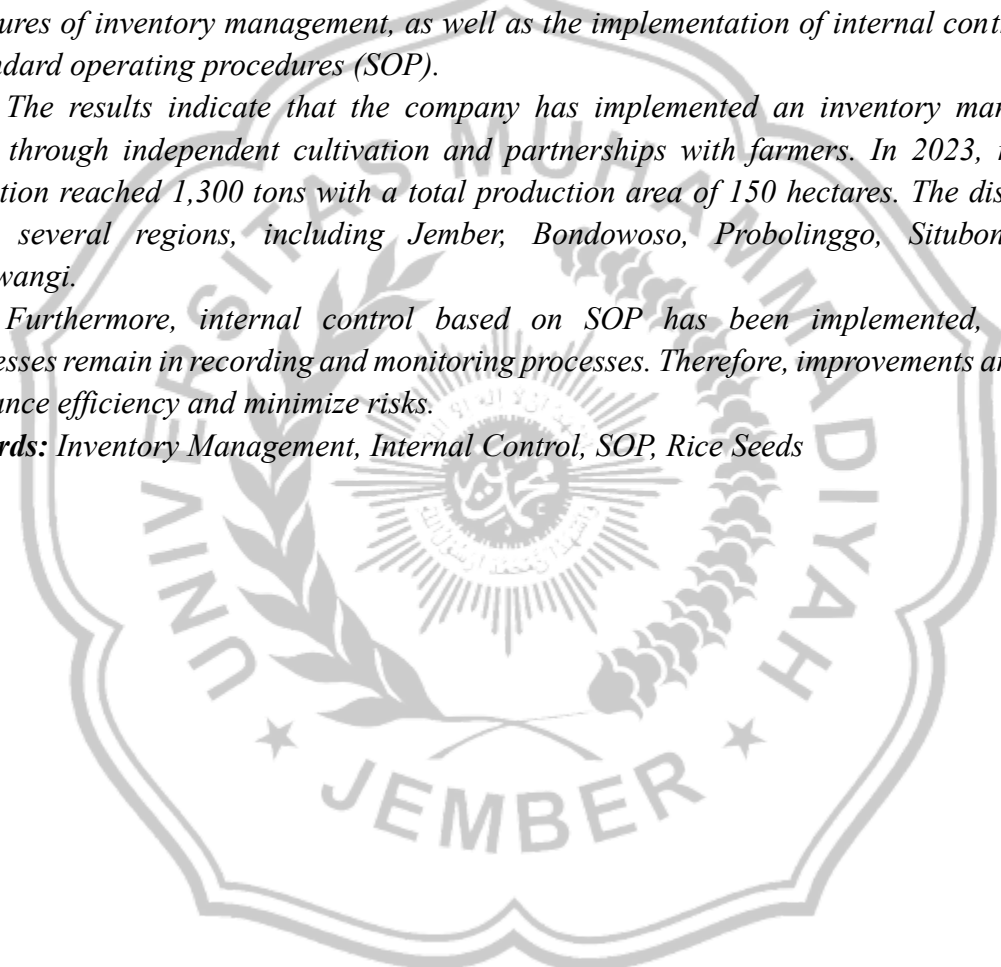 ures of inventory management, as well as the implementation of internal cont
ndard operating procedures (SOP).
The results indicate that the company has implemented an inventory mar
through independent cultivation and partnerships with farmers. In 2023,
tion reached 1,300 tons with a total production area of 150 hectares. The dis
several regions, including Jember, Bondowoso, Probolinggo, Situbon
wangi.
Furthermore, internal control based on SOP has been implemented,
esses remain in recording and monitoring processes. Therefore, improvements ar
ance efficiency and minimize risks.
rds: Inventory Management, Internal Control, SOP, Rice Seeds
UNIVERSITAS MUHAMMADIYAH
JEMBER